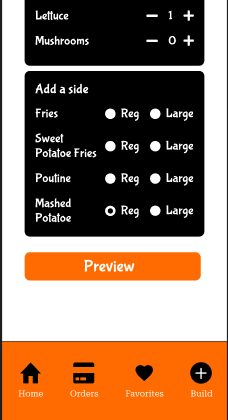 Lettuce 1
Mushrooms 0
Add a side
Fries Reg Large
Sweet
Potatoe Fries Reg Large
Poutine Reg Large
Mashed
Potatoe Reg Large
Preview
Home Orders Favorites Build